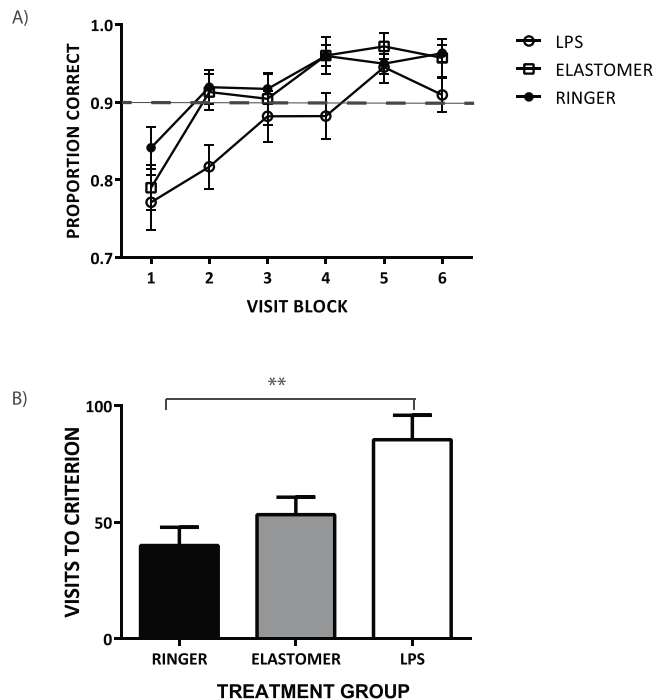 A)
PROPORTION CORRECT
1.0
0.9
0.8
0.7
1 2 3 4 5 6
VISIT BLOCK
LPS
ELASTOMER
RINGER
B)
**
VISITS TO CRITERION
100
50
0
RINGER ELASTOMER LPS
TREATMENT GROUP